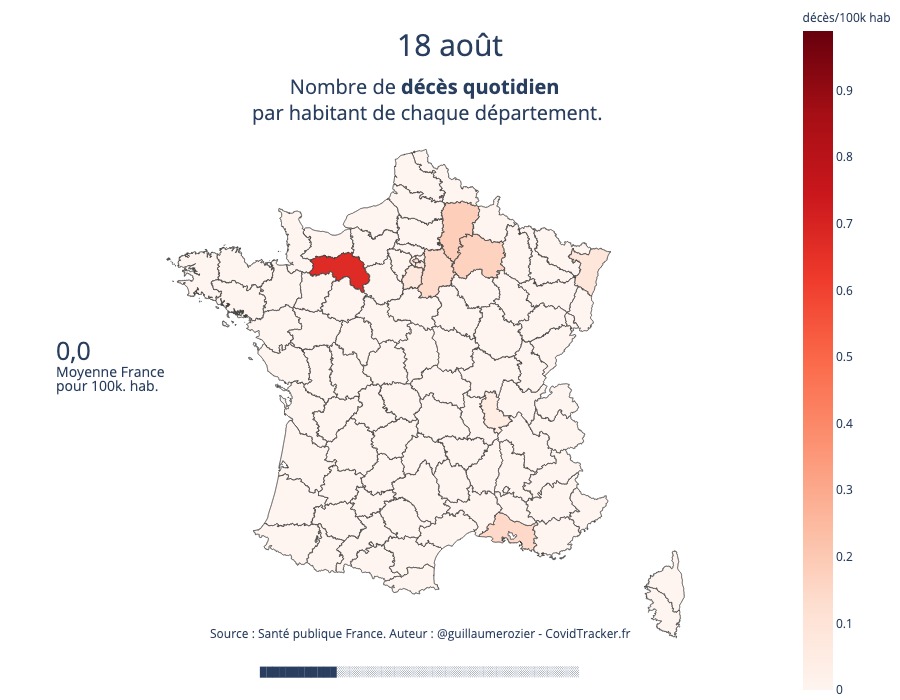 décès/100k hab
18 août
Nombre de décès quotidien
par habitant de chaque département.
0.9
0.8
0.7
0.6
0.5
0.4
0.3
0.2
0.1
0
0,0
Moyenne France
pour 100k. hab.
Source : Santé publique France. Auteur : @guillaumerozier - CovidTracker.fr